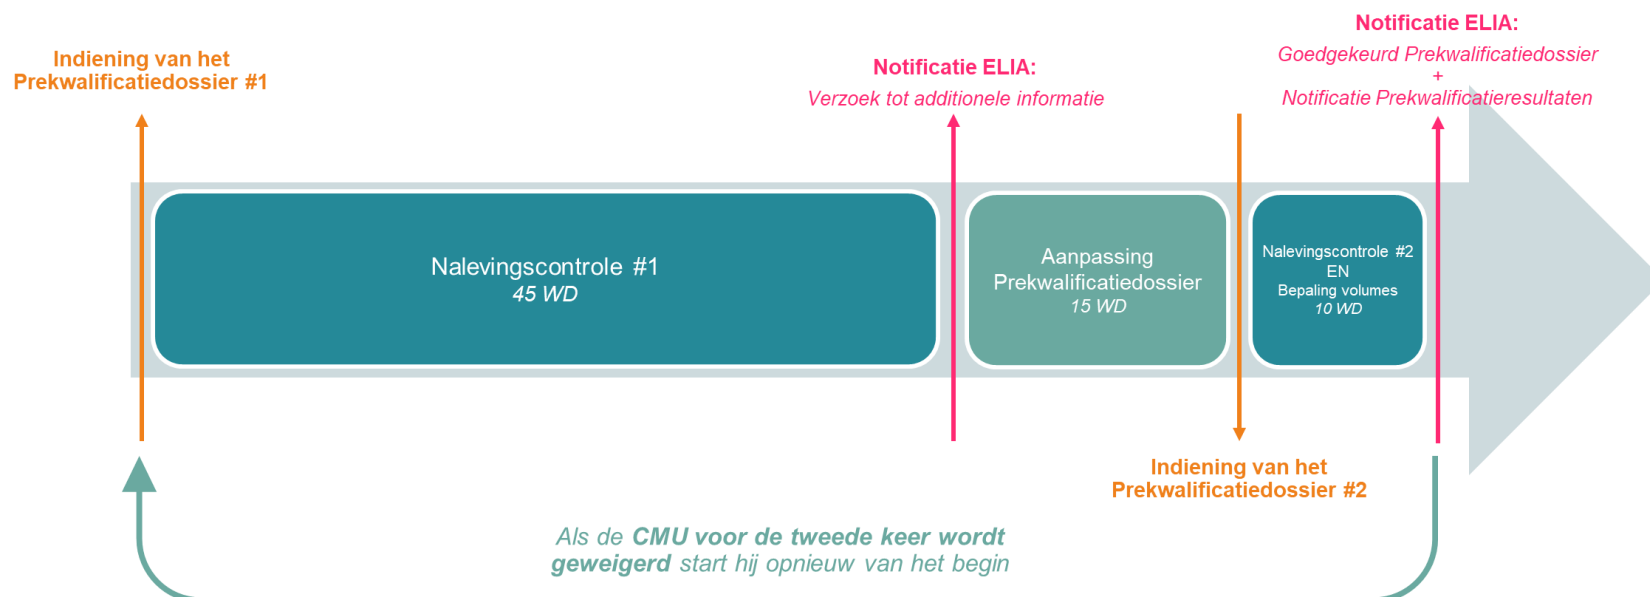 Indiening van het
Prekwalificatiedossier #1
Notificatie ELIA:
Verzoek tot additionele informatie
Notificatie ELIA:
Goedgekeurd Prekwalificatiedossier
+
Notificatie Prekwalificatieresultaten
Nalevingscontrole #1
45 WD
Aanpassing
Prekwalificatiedossier
15 WD
Nalevingscontrole #2
EN
Bepaling volumes
10 WD
Indiening van het
Prekwalificatiedossier #2
Als de CMU voor de tweede keer wordt
geweigerd start hij opnieuw van het begin